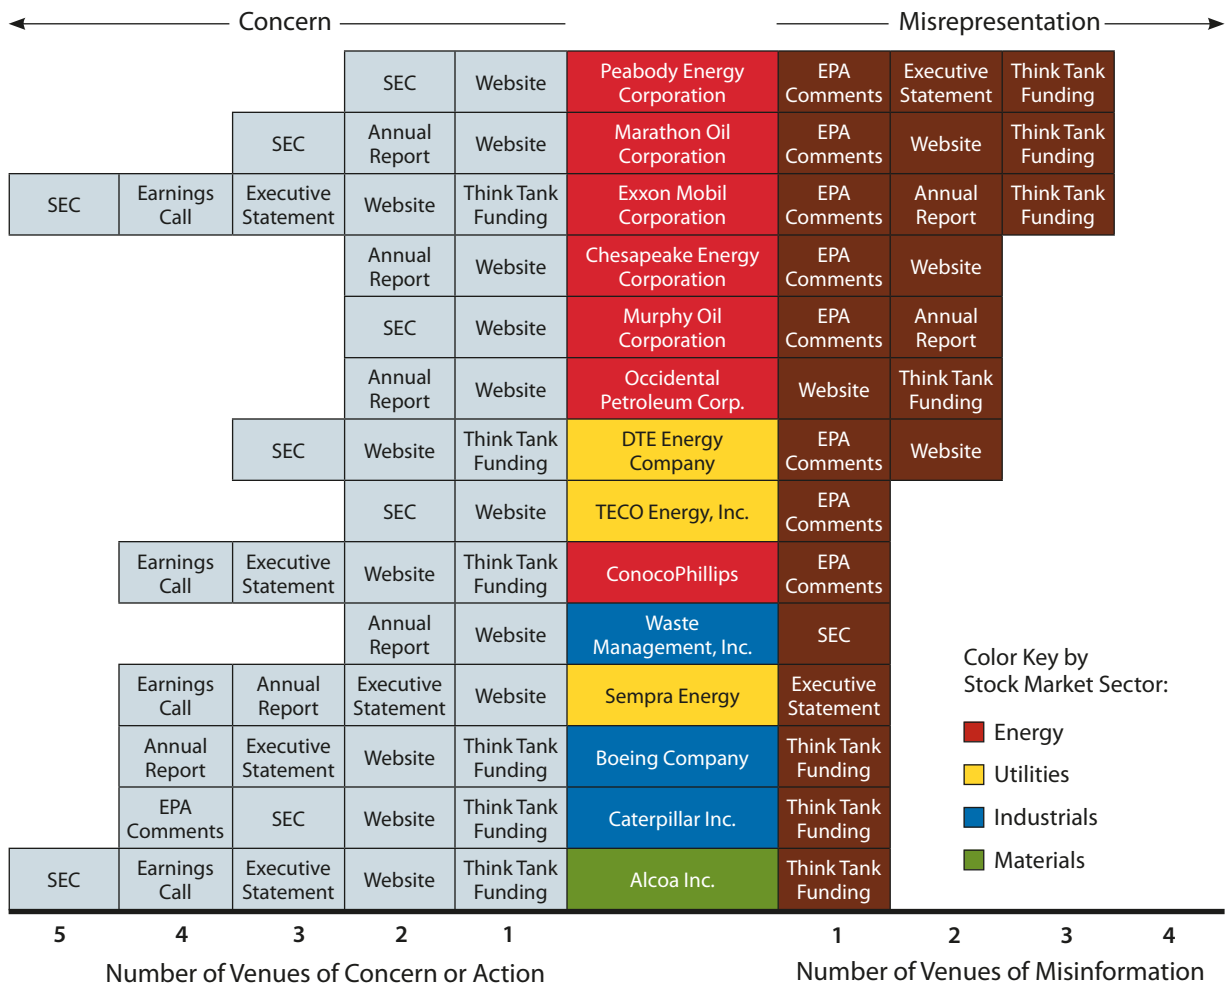 Concern
Misrepresentation
SEC
Website
Peabody Energy
Corporation
EPA
Comments
Executive
Statement
Think Tank
Funding
SEC
Annual
Report
Website
Marathon Oil
Corporation
EPA
Comments
Website
Think Tank
Funding
SEC
Earnings
Call
Executive
Statement
Website
Think Tank
Funding
Exxon Mobil
Corporation
EPA
Comments
Annual
Report
Think Tank
Funding
Annual
Report
Website
Chesapeake Energy
Corporation
EPA
Comments
Website
SEC
Website
Murphy Oil
Corporation
EPA
Comments
Annual
Report
Annual
Report
Website
Occidental
Petroleum Corp.
Website
Think Tank
Funding
SEC
Website
Think Tank
Funding
DTE Energy
Company
EPA
Comments
Website
SEC
Website
TECO Energy, Inc.
EPA
Comments
Earnings
Call
Executive
Statement
Website
Think Tank
Funding
ConocoPhillips
EPA
Comments
Annual
Report
Website
Waste
Management, Inc.
SEC
Earnings
Call
Annual
Report
Executive
Statement
Website
Sempra Energy
Executive
Statement
Annual
Report
Executive
Statement
Website
Think Tank
Funding
Boeing Company
Think Tank
Funding
EPA
Comments
SEC
Website
Think Tank
Funding
Caterpillar Inc.
Think Tank
Funding
SEC
Earnings
Call
Executive
Statement
Website
Think Tank
Funding
Alcoa Inc.
Think Tank
Funding
Color Key by
Stock Market Sector:
Energy
Utilities
Industrials
Materials
5 4 3 2 1 1 2 3 4
Number of Venues of Concern or Action
Number of Venues of Misinformation